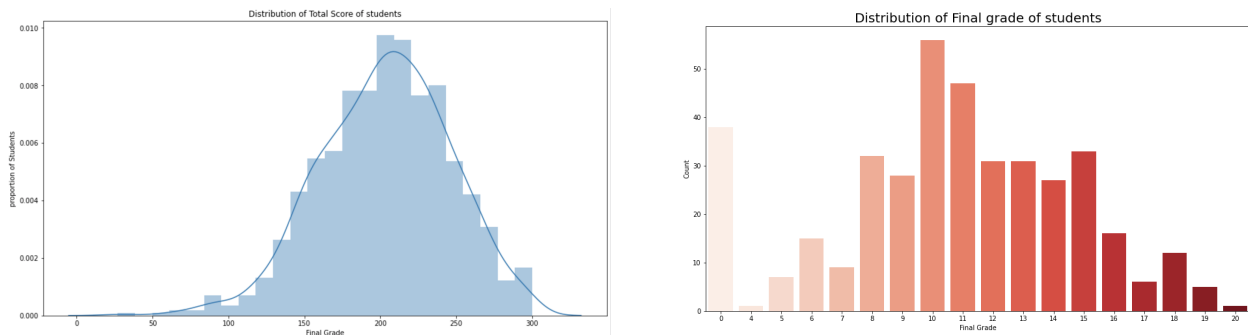 Distribution of Total Score of students
proportion of Students
0.010
0.008
0.006
0.004
0.002
0.000
0 50 100 150 200 250 300
Final Grade
Distribution of Final grade of students
Count
50
40
30
20
10
0
0 4 5 6 7 8 9 10 11 12 13 14 15 16 17 18 19 20
Final Grade